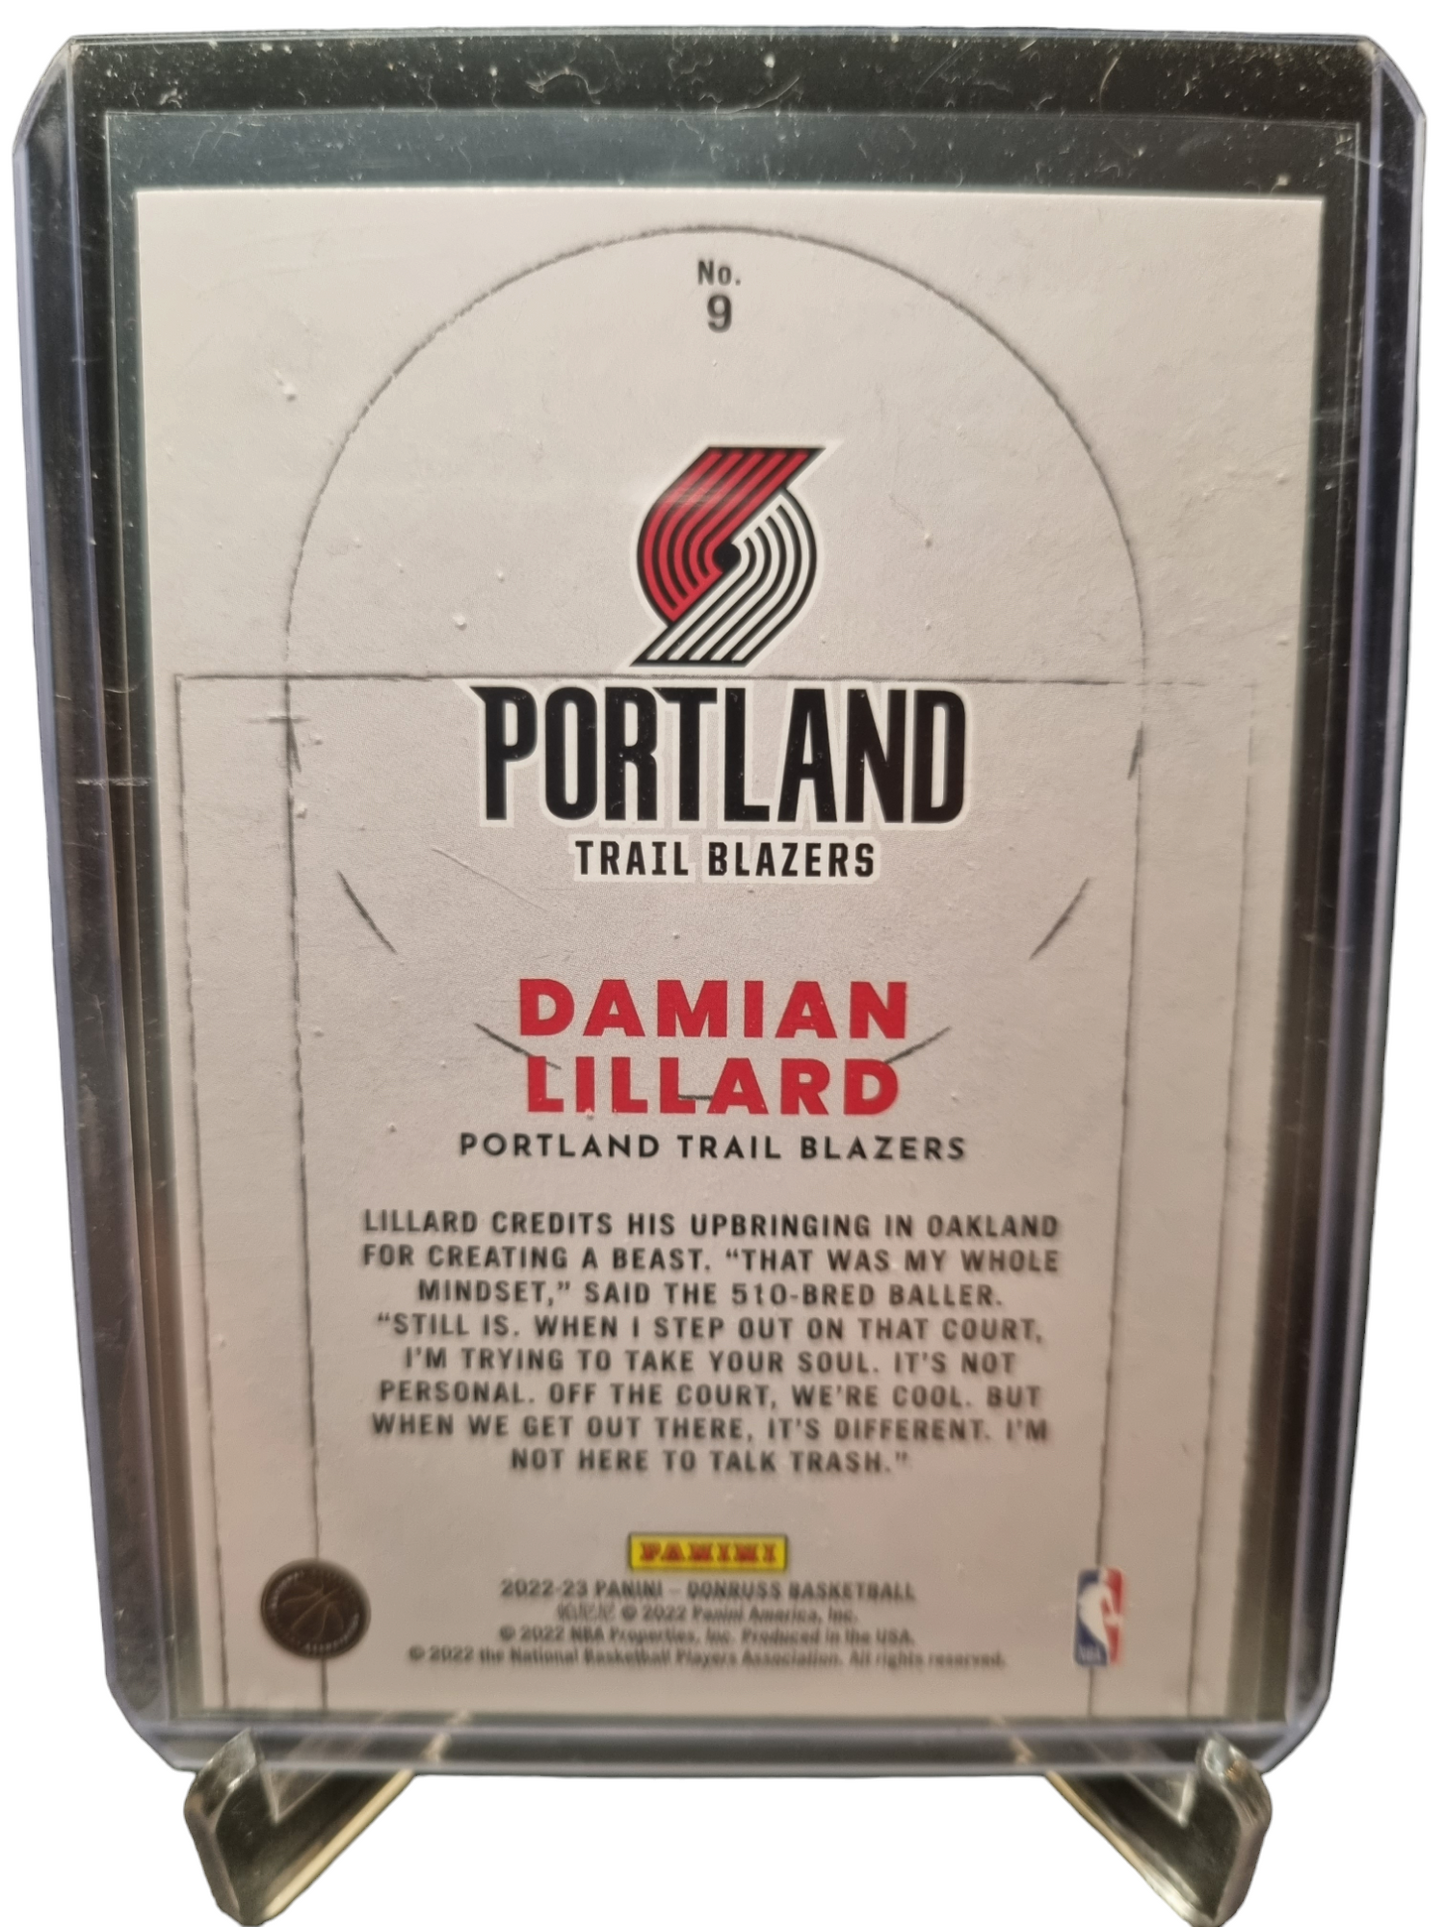 No.
9
PORTLAND
TRAIL BLAZERS
DAMIAN
LILLARD
PORTLAND TRAIL BLAZERS
LILLARD CREDITS HIS UPBRINGING IN OAKLAND
FOR CREATING A BEAST. “THAT WAS MY WHOLE
MINDSET,” SAID THE 510-BRED BALLER.
“STILL IS. WHEN I STEP OUT ON THAT COURT,
I'M TRYING TO TAKE YOUR SOUL. IT'S NOT
PERSONAL. OFF THE COURT, WE'RE COOL. BUT
WHEN WE GET OUT THERE, IT'S DIFFERENT. I'M
NOT HERE TO TALK TRASH.”
PANINI
2022-23 PANINI – DONRUSS BASKETBALL
© 2022 Panini America, Inc.
© 2022 NBA Properties, Inc. Produced in the USA.
© 2022 the National Basketball Players Association. All rights reserved.